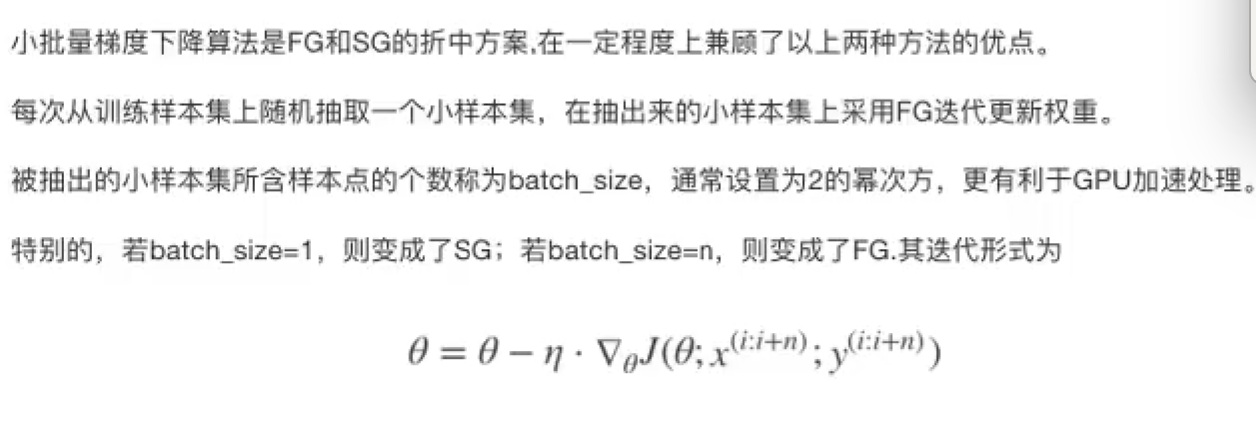 小批量梯度下降算法是FG和SG的折中方案,在一定程度上兼顾了以上两种方法的优点。
每次从训练样本集上随机抽取一个小样本集，在抽出来的小样本集上采用FG迭代更新权重。
被抽出的小样本集所含样本点的个数称为batch_size，通常设置为2的幂次方，更有利于GPU加速处理。
特别的，若batch_size=1，则变成了SG；若batch_size=n，则变成了FG.其迭代形式为
θ = θ − η · ∇θJ(θ; x^(i:i+n); y^(i:i+n))